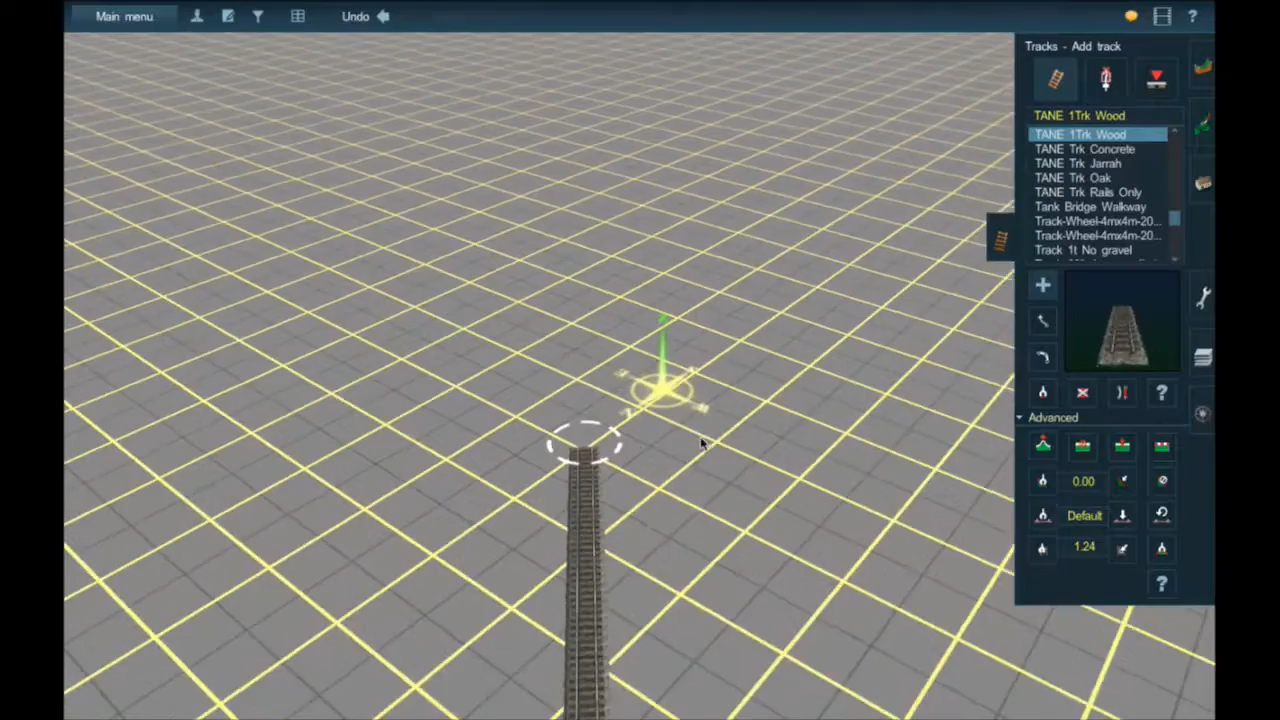 Main menu
Undo
?
Tracks - Add track
TANE 1Trk Wood
TANE 1Trk Wood
TANE Trk Concrete
TANE Trk Jarrah
TANE Trk Oak
TANE Trk Rails Only
Tank Bridge Walkway
Track-Wheel-4mx4m-20...
Track-Wheel-4mx4m-20...
Track 1t No gravel
?
Advanced
0.00
Default
1.24
?